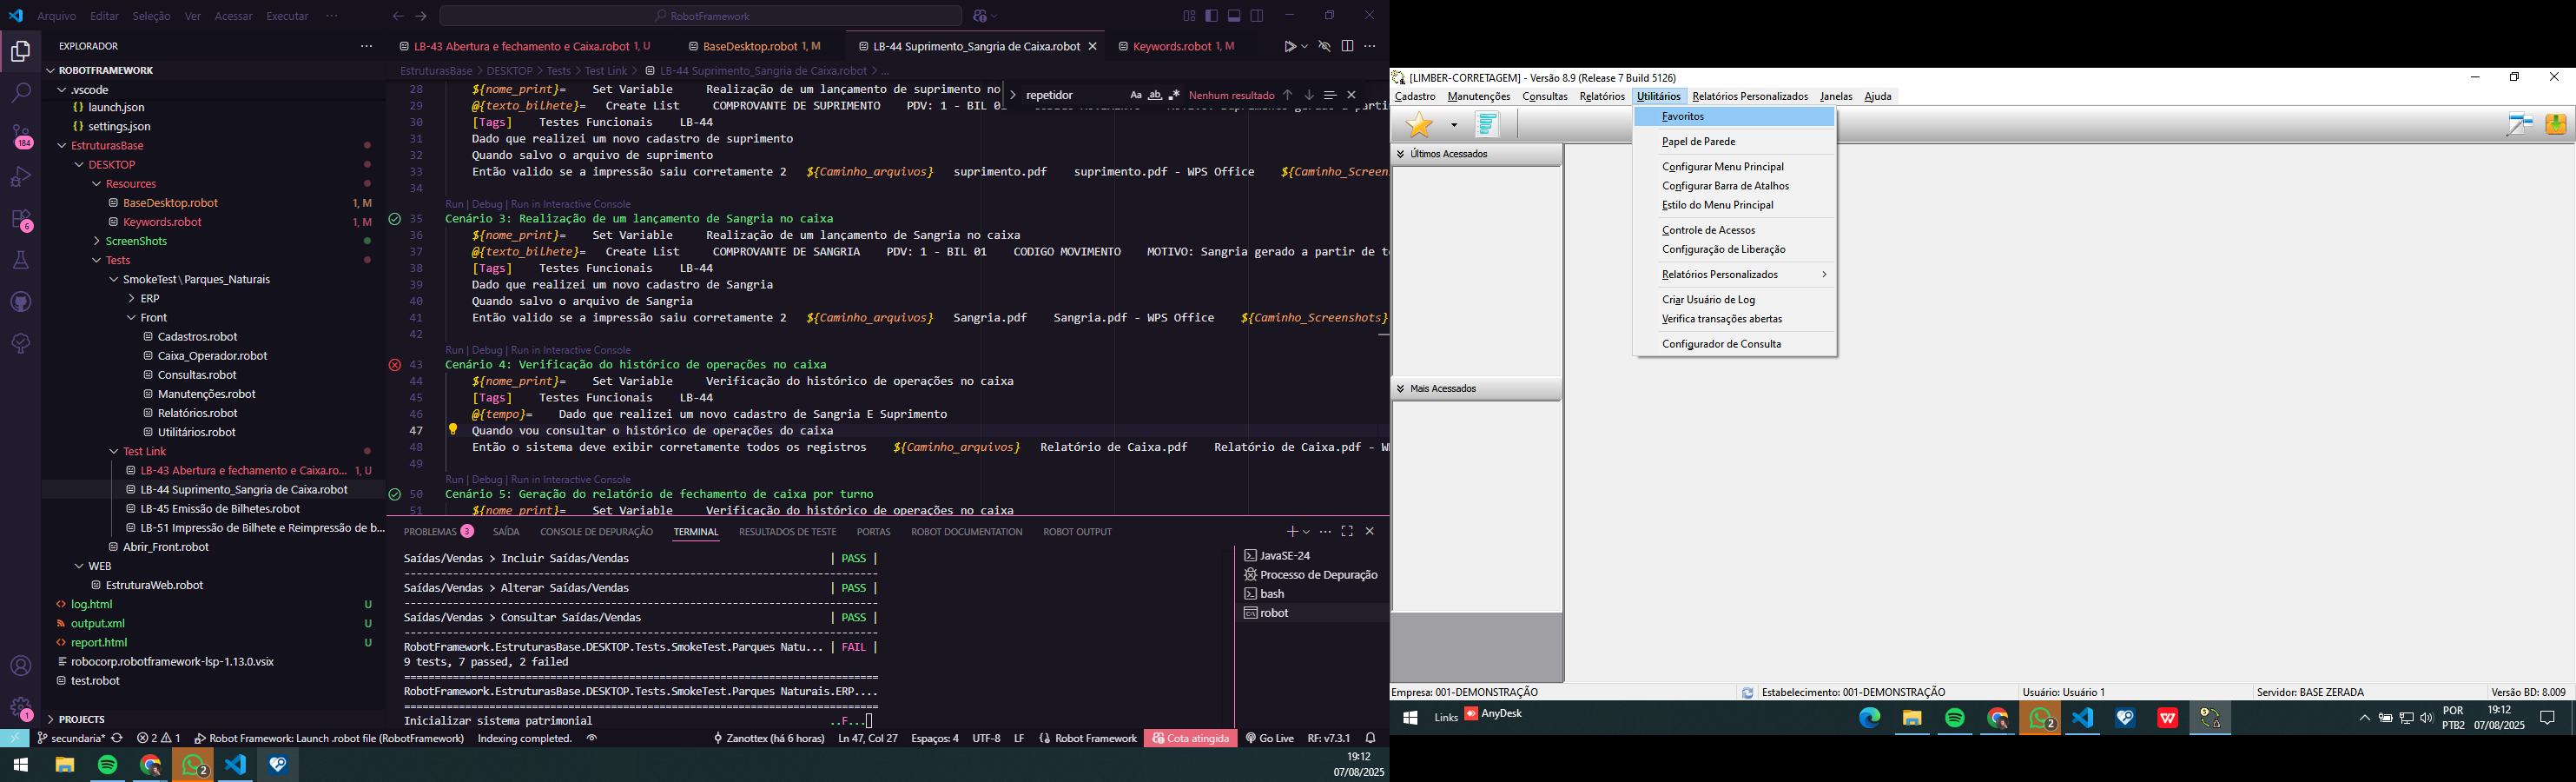 Arquivo Editar Seleção Ver Acessar Executar ···
RobotFramework
EXPLORADOR
ROBOTFRAMEWORK
.vscode
launch.json
settings.json
EstruturasBase
DESKTOP
Resources
BaseDesktop.robot 1, M
Keywords.robot 1, M
ScreenShots
Tests
SmokeTest\Parques_Naturais
ERP
Front
Cadastros.robot
Caixa_Operador.robot
Consultas.robot
Manutenções.robot
Relatórios.robot
Utilitários.robot
Test Link
LB-43 Abertura e fechamento e Caixa.ro... 1, U
LB-44 Suprimento_Sangria de Caixa.robot
LB-45 Emissão de Bilhetes.robot
LB-51 Impressão de Bilhete e Reimpressão de b...
Abrir_Front.robot
WEB
EstruturaWeb.robot
log.html U
output.xml U
report.html U
robocorp.robotframework-lsp-1.13.0.vsix
test.robot
PROJECTS
184
6
1
LB-43 Abertura e fechamento e Caixa.robot 1, U
BaseDesktop.robot 1, M
LB-44 Suprimento_Sangria de Caixa.robot
Keywords.robot 1, M
EstruturasBase > DESKTOP > Tests > Test Link > LB-44 Suprimento_Sangria de Caixa.robot > ...
repetidor Aa ab .* Nenhum resultado
28 ${nome_print}= Set Variable Realização de um lançamento de suprimento no
29 @{texto_bilhete}= Create List COMPROVANTE DE SUPRIMENTO PDV: 1 - BIL 01
30 [Tags] Testes Funcionais LB-44
31 Dado que realizei um novo cadastro de suprimento
32 Quando salvo o arquivo de suprimento
33 Então valido se a impressão saiu corretamente 2 ${Caminho_arquivos} suprimento.pdf suprimento.pdf - WPS Office ${Caminho_Screen
34
Run | Debug | Run in Interactive Console
35 Cenário 3: Realização de um lançamento de Sangria no caixa
36 ${nome_print}= Set Variable Realização de um lançamento de Sangria no caixa
37 @{texto_bilhete}= Create List COMPROVANTE DE SANGRIA PDV: 1 - BIL 01 CODIGO MOVIMENTO MOTIVO: Sangria gerado a partir de te
38 [Tags] Testes Funcionais LB-44
39 Dado que realizei um novo cadastro de Sangria
40 Quando salvo o arquivo de Sangria
41 Então valido se a impressão saiu corretamente 2 ${Caminho_arquivos} Sangria.pdf Sangria.pdf - WPS Office ${Caminho_Screenshots}
42
Run | Debug | Run in Interactive Console
43 Cenário 4: Verificação do histórico de operações no caixa
44 ${nome_print}= Set Variable Verificação do histórico de operações no caixa
45 [Tags] Testes Funcionais LB-44
46 @{tempo}= Dado que realizei um novo cadastro de Sangria E Suprimento
47 Quando vou consultar o histórico de operações do caixa
48 Então o sistema deve exibir corretamente todos os registros ${Caminho_arquivos} Relatório de Caixa.pdf Relatório de Caixa.pdf - W
49
Run | Debug | Run in Interactive Console
50 Cenário 5: Geração do relatório de fechamento de caixa por turno
51 ${nome_print}= Set Variable Verificação do histórico de operações no caixa
PROBLEMAS 3 SAÍDA CONSOLE DE DEPURAÇÃO TERMINAL RESULTADOS DE TESTE PORTAS ROBOT DOCUMENTATION ROBOT OUTPUT
Saídas/Vendas > Incluir Saídas/Vendas | PASS |
------------------------------------------------------------------------------
Saídas/Vendas > Alterar Saídas/Vendas | PASS |
------------------------------------------------------------------------------
Saídas/Vendas > Consultar Saídas/Vendas | PASS |
------------------------------------------------------------------------------
RobotFramework.EstruturasBase.DESKTOP.Tests.SmokeTest.Parques Natu... | FAIL |
9 tests, 7 passed, 2 failed
==============================================================================
RobotFramework.EstruturasBase.DESKTOP.Tests.SmokeTest.Parques Naturais.ERP....
==============================================================================
Inicializar sistema patrimonial ..F...
JavaSE-24
Processo de Depuração
bash
robot
secundaria* 2 1 Robot Framework: Launch .robot file (RobotFramework) Indexing completed. Zanottex (há 6 horas) Ln 47, Col 27 Espaços: 4 UTF-8 LF Robot Framework Cota atingida Go Live RF: v7.3.1
2
19:12
07/08/2025
[LIMBER-CORRETAGEM] - Versão 8.9 (Release 7 Build 5126)
Cadastro Manutenções Consultas Relatórios Utilitários Relatórios Personalizados Janelas Ajuda
Últimos Acessados
Mais Acessados
Favoritos
Papel de Parede
Configurar Menu Principal
Configurar Barra de Atalhos
Estilo do Menu Principal
Controle de Acessos
Configuração de Liberação
Relatórios Personalizados
Criar Usuário de Log
Verifica transações abertas
Configurador de Consulta
Empresa: 001-DEMONSTRAÇÃO Estabelecimento: 001-DEMONSTRAÇÃO Usuário: Usuário 1 Servidor: BASE ZERADA Versão BD: 8.009
Links AnyDesk
2
POR
PTB2
19:12
07/08/2025